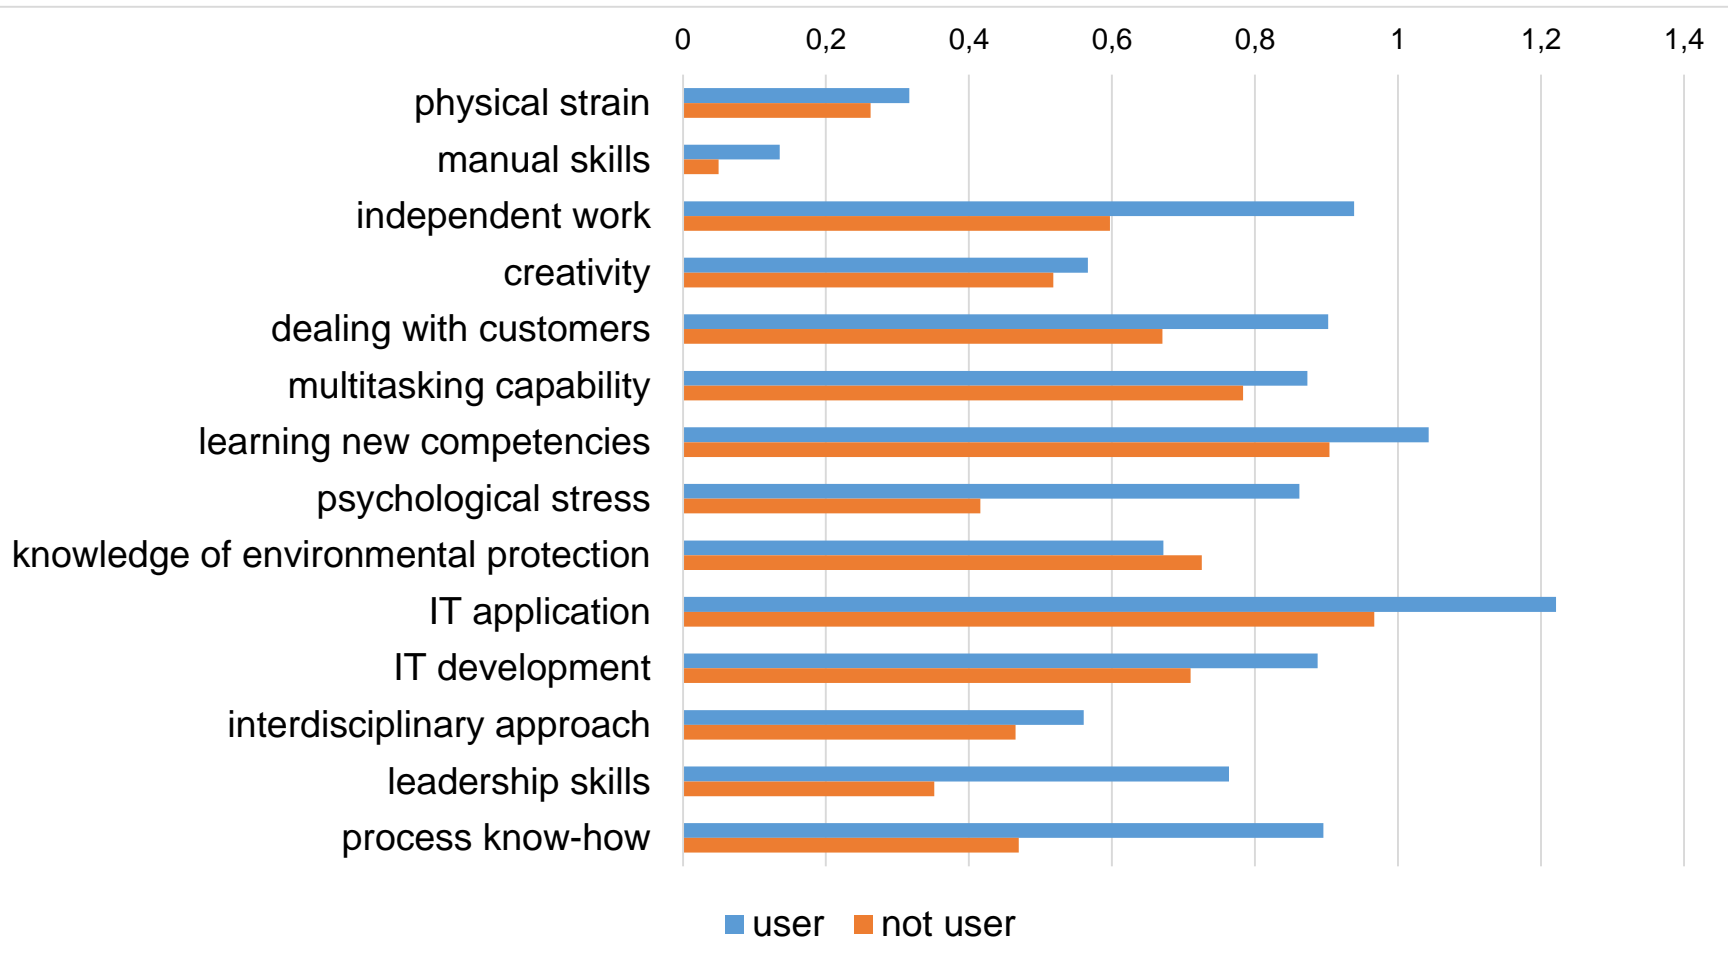 0 0,2 0,4 0,6 0,8 1 1,2 1,4
physical strain
manual skills
independent work
creativity
dealing with customers
multitasking capability
learning new competencies
psychological stress
knowledge of environmental protection
IT application
IT development
interdisciplinary approach
leadership skills
process know-how
user not user